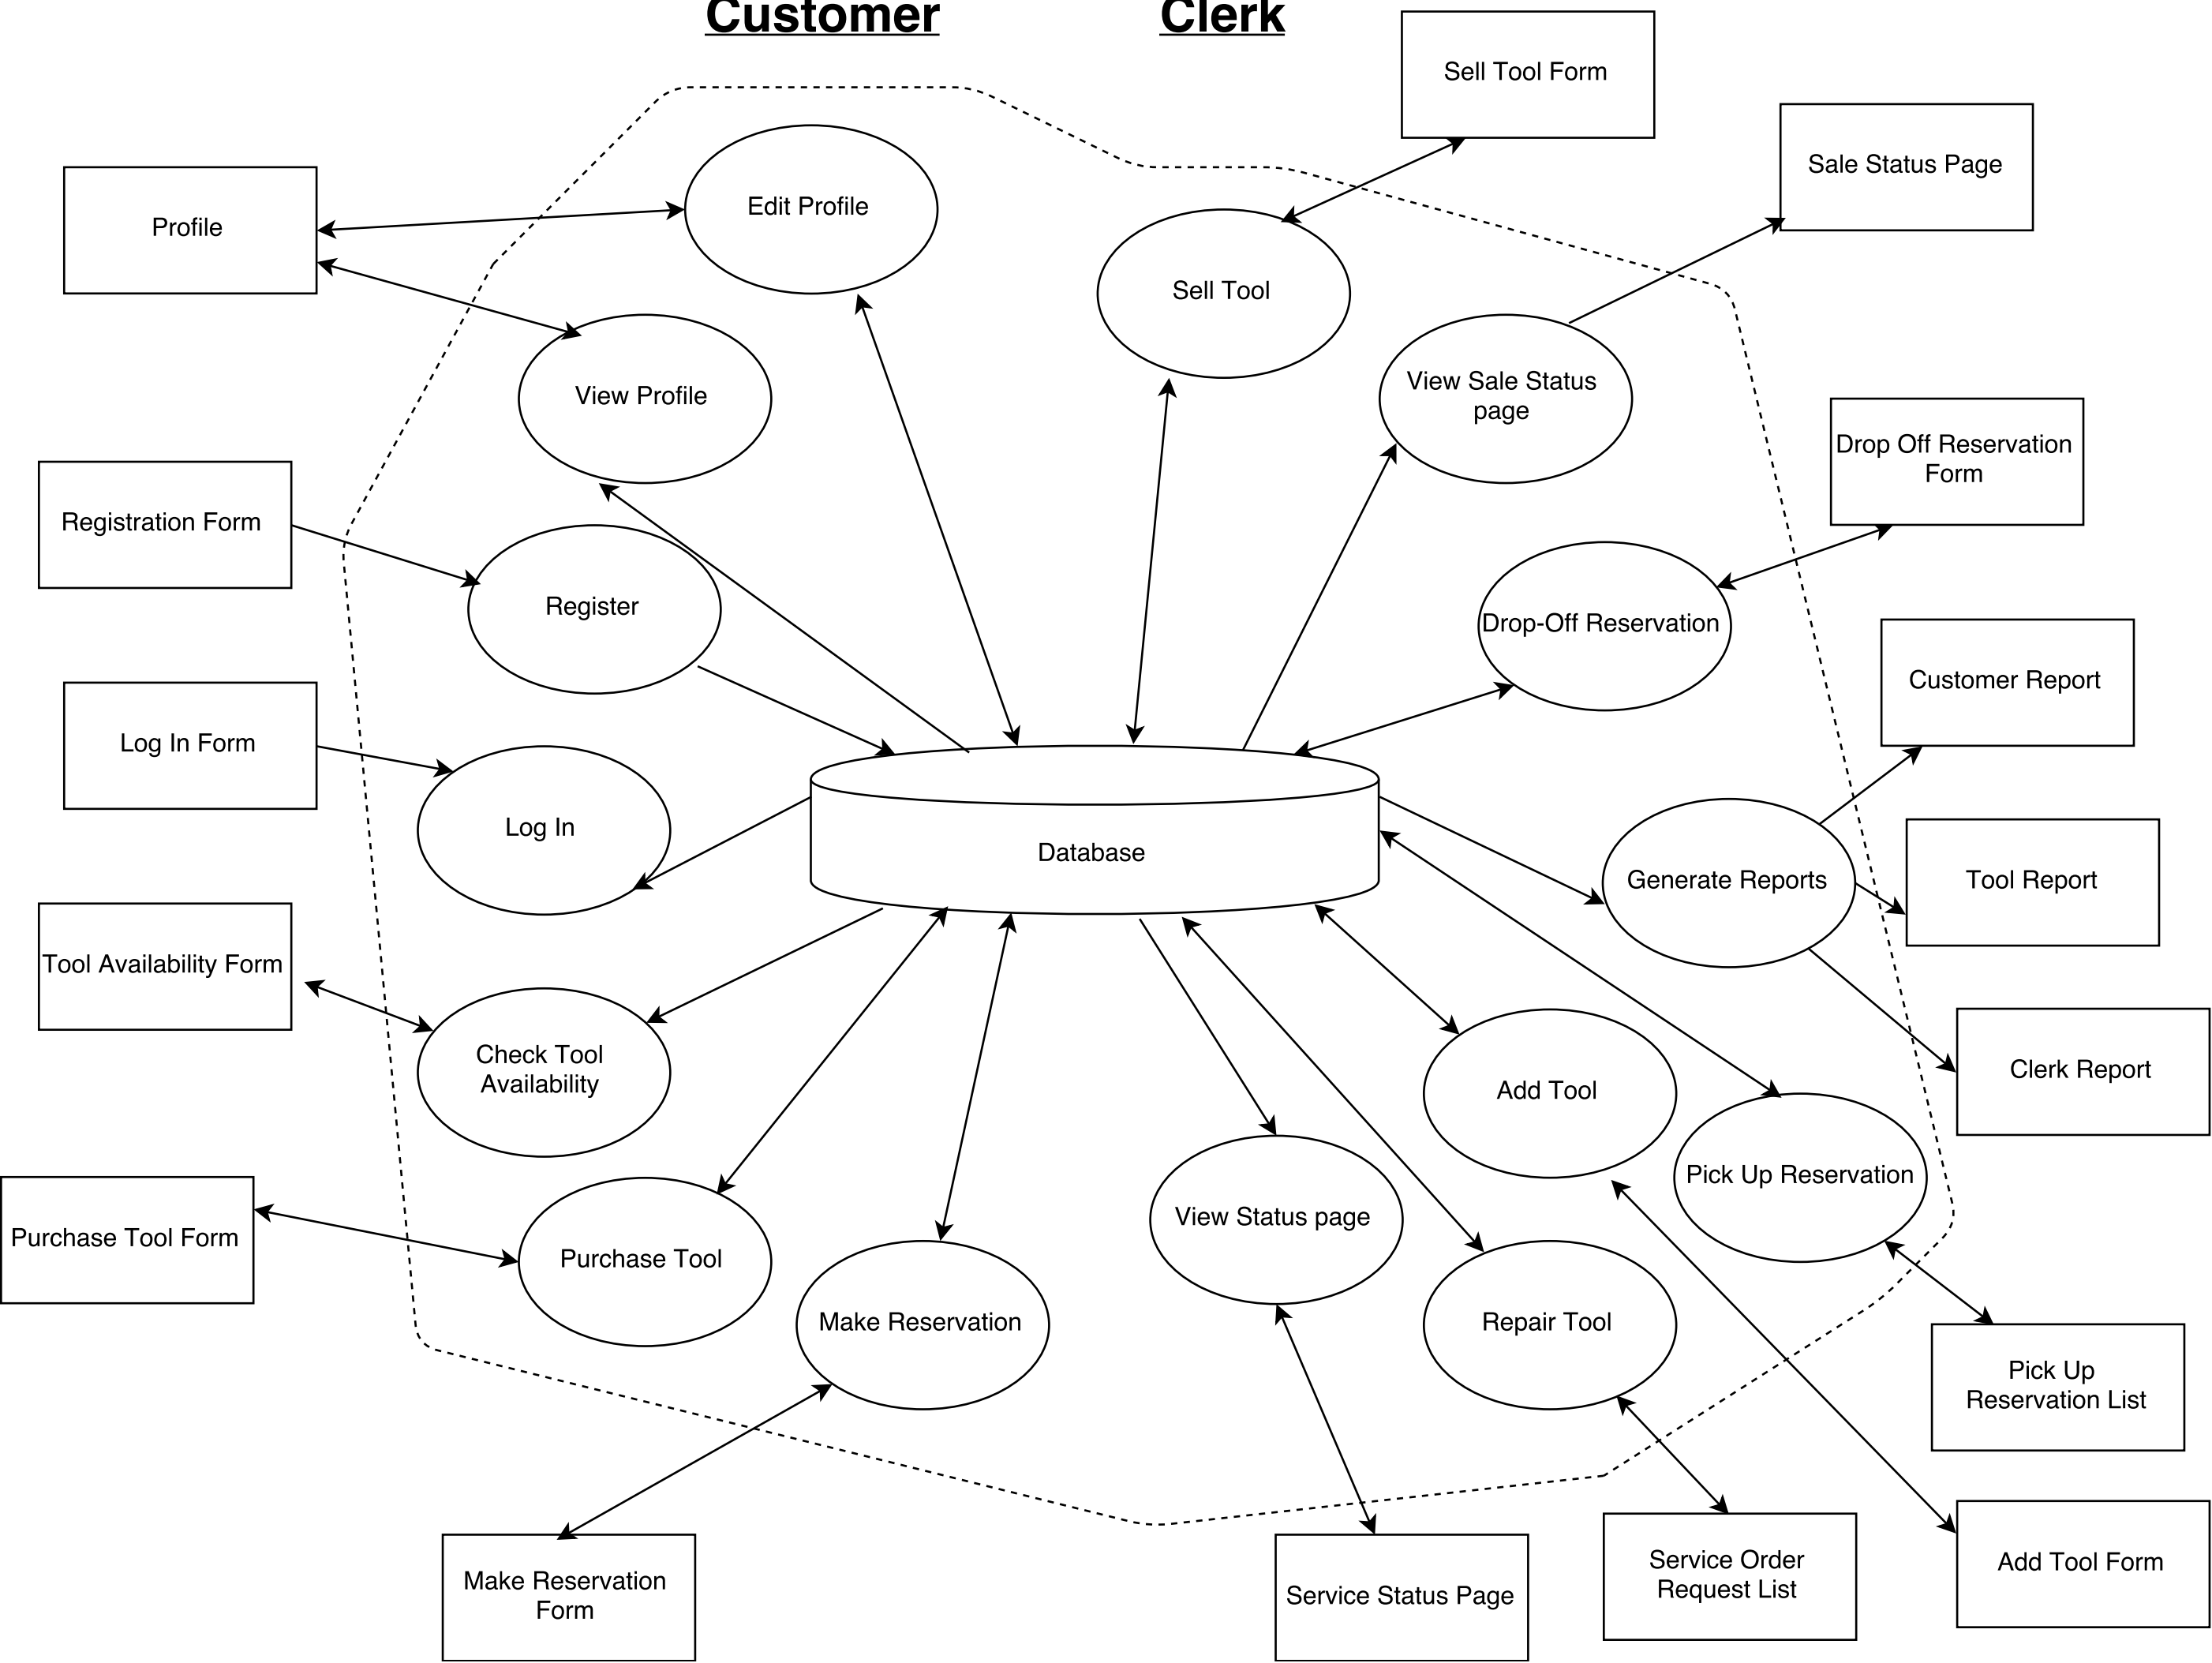 Customer
Clerk
Sell Tool Form
Sale Status Page
Profile
Edit Profile
Sell Tool
View Profile
View Sale Status
page
Drop Off Reservation
Form
Registration Form
Register
Drop-Off Reservation
Customer Report
Log In Form
Log In
Database
Generate Reports
Tool Report
Tool Availability Form
Check Tool
Availability
Add Tool
Clerk Report
Pick Up Reservation
Purchase Tool Form
Purchase Tool
View Status page
Make Reservation
Repair Tool
Pick Up
Reservation List
Make Reservation
Form
Service Status Page
Service Order
Request List
Add Tool Form